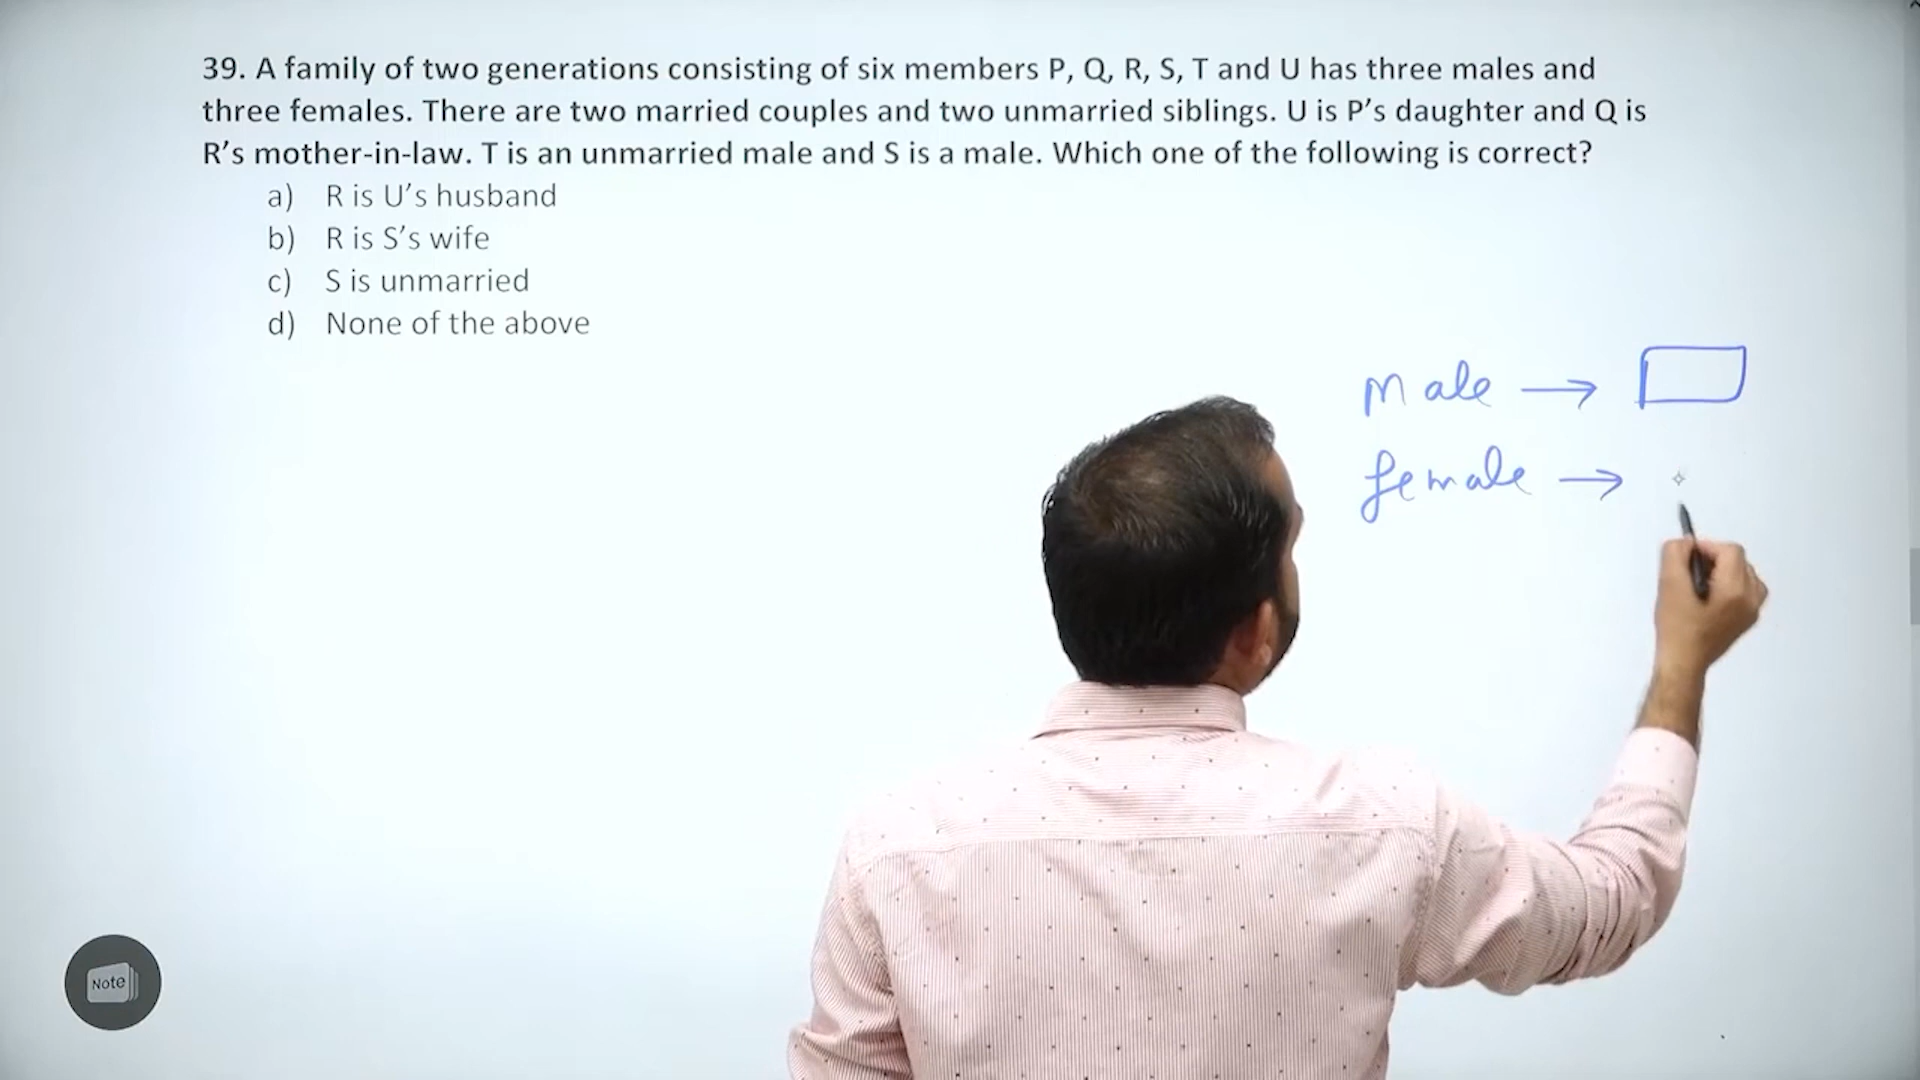 39. A family of two generations consisting of six members P, Q, R, S, T and U has three males and
three females. There are two married couples and two unmarried siblings. U is P’s daughter and Q is
R’s mother-in-law. T is an unmarried male and S is a male. Which one of the following is correct?
a) R is U’s husband
b) R is S’s wife
c) S is unmarried
d) None of the above
Male →
female →
Note